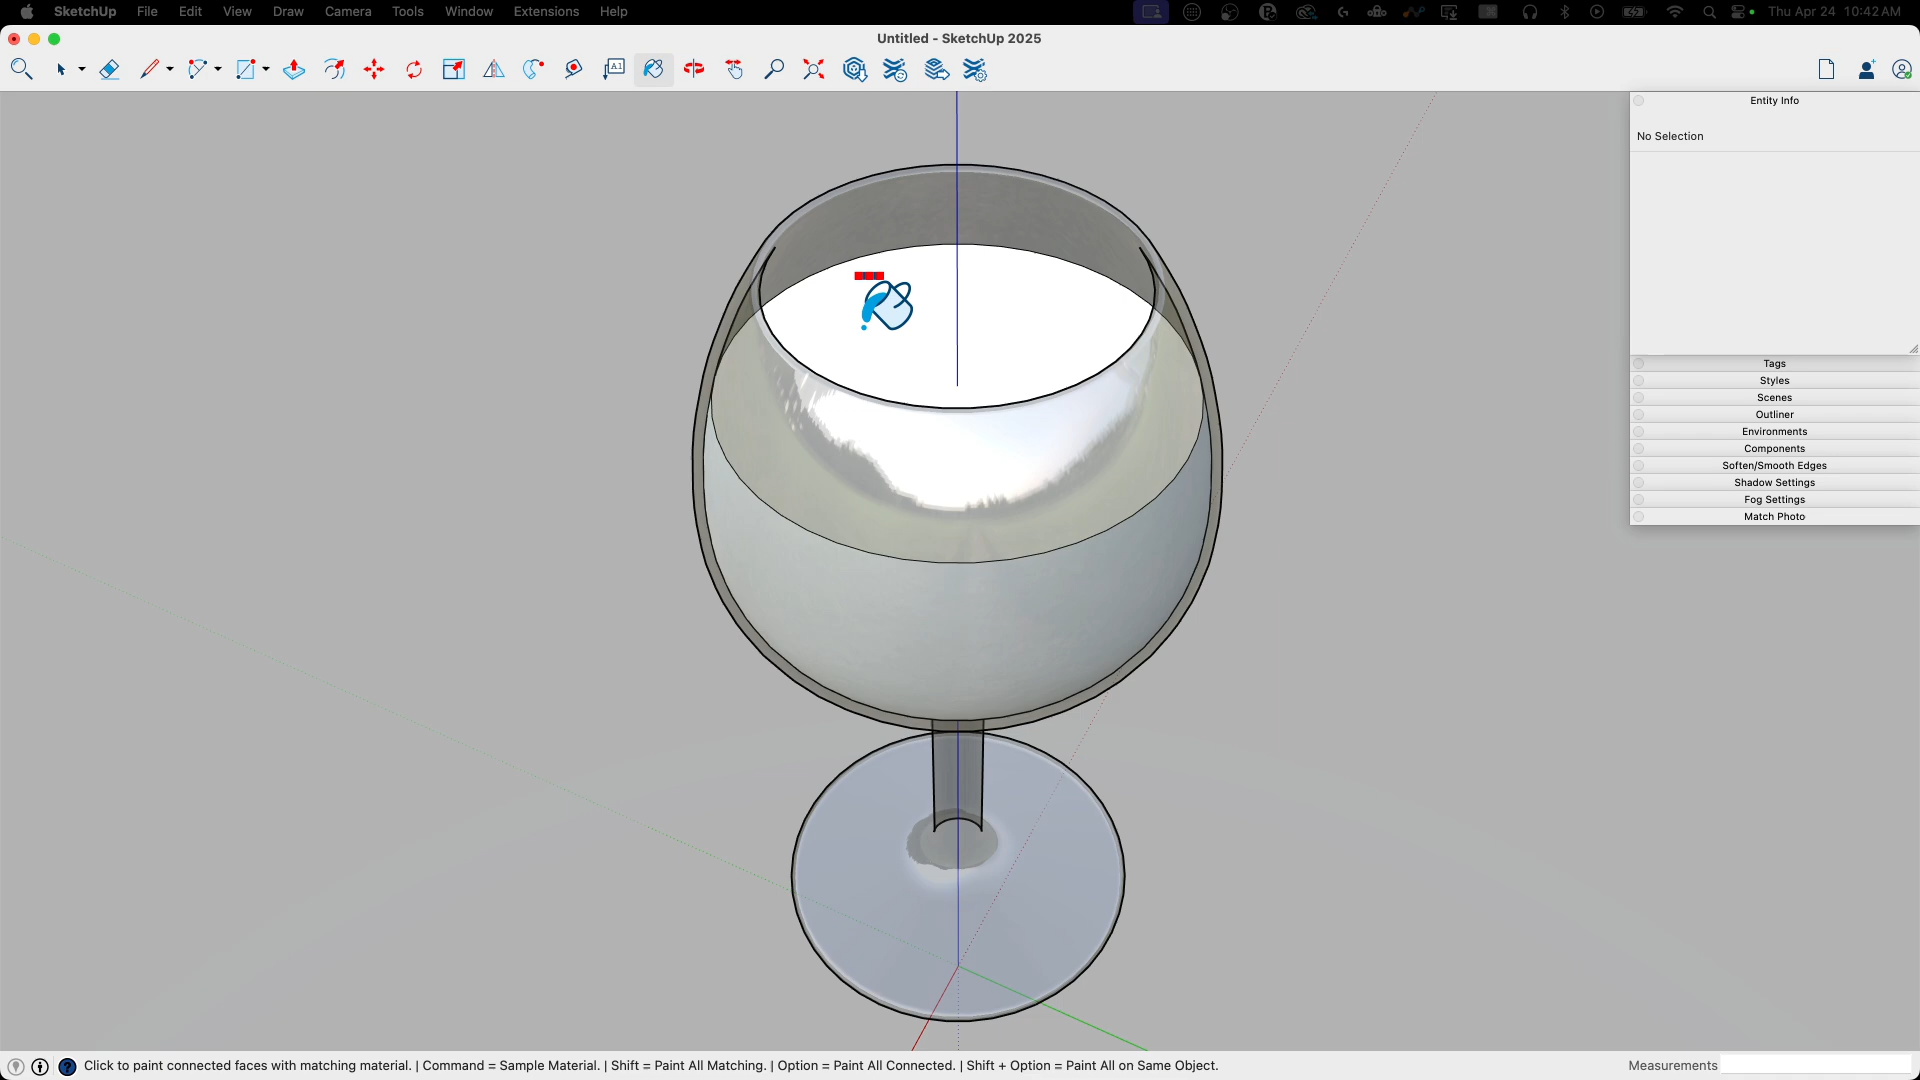 SketchUp File Edit View Draw Camera Tools Window Extensions Help Thu Apr 24 10:42 AM
Untitled - SketchUp 2025
A1
Entity Info
No Selection
Tags
Styles
Scenes
Outliner
Environments
Components
Soften/Smooth Edges
Shadow Settings
Fog Settings
Match Photo
Click to paint connected faces with matching material. | Command = Sample Material. | Shift = Paint All Matching. | Option = Paint All Connected. | Shift + Option = Paint All on Same Object. Measurements